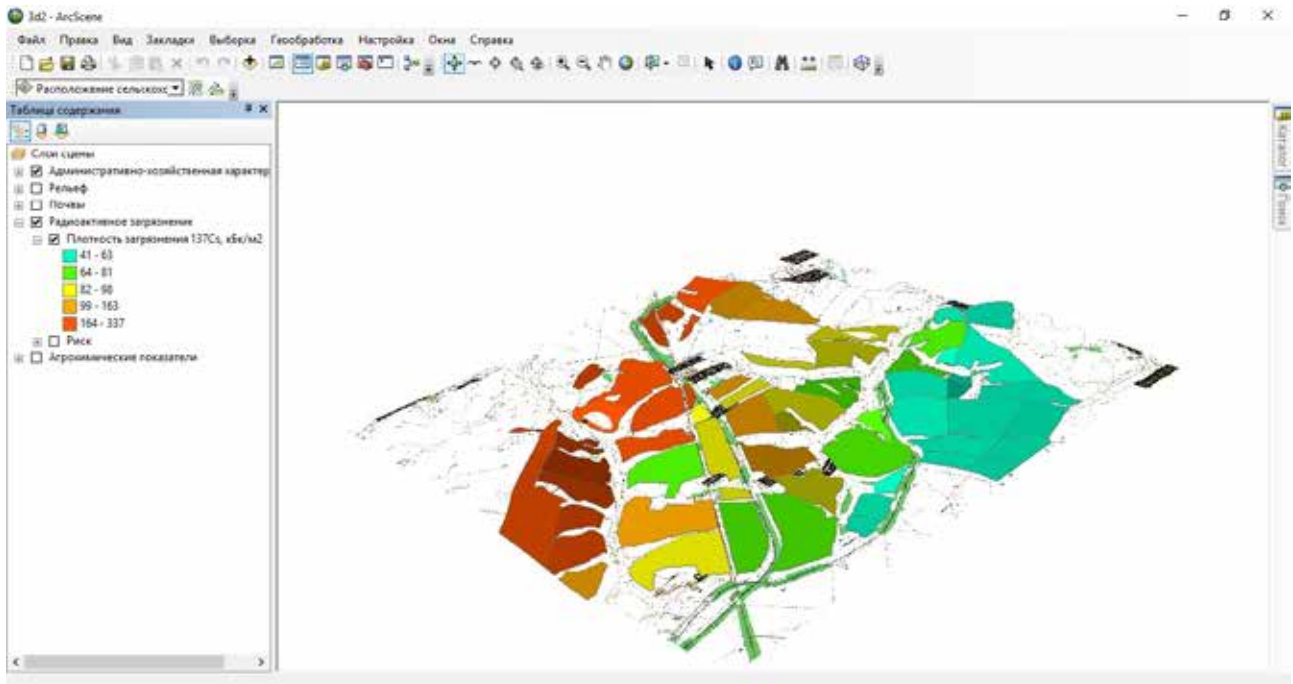 3d2 - ArcScene
Файл Правка Вид Закладки Выборка Геообработка Настройка Окна Справка
Расположение сельскохо
Таблица содержания
Слои сцены
Административно-хозяйственная характер
Рельеф
Почвы
Радиоактивное загрязнение
Плотность загрязнения 137Cs, кБк/м2
41 - 63
64 - 81
82 - 98
99 - 163
164 - 337
Риск
Агрохимические показатели
Каталог
Поиск